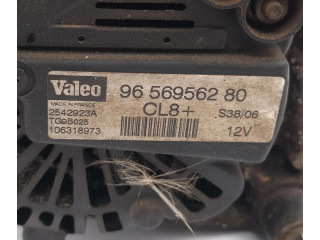 Valeo
MADE IN FRANCE
96 569562 80
2542923A
CL8+
S38/06
TG9B025
106318973
12V